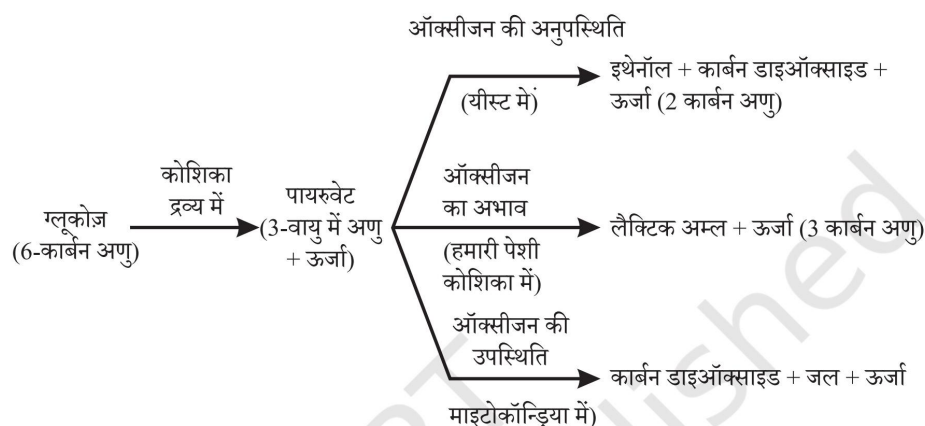 ऑक्सीजन की अनुपस्थिति
(यीस्ट में)
इथेनॉल + कार्बन डाइऑक्साइड +
ऊर्जा (2 कार्बन अणु)
ग्लूकोज़
(6-कार्बन अणु)
कोशिका
द्रव्य में
पायरुवेट
(3-वायु में अणु
+ ऊर्जा)
ऑक्सीजन
का अभाव
(हमारी पेशी
कोशिका में)
लैक्टिक अम्ल + ऊर्जा (3 कार्बन अणु)
ऑक्सीजन की
उपस्थिति
माइटोकॉन्ड्रिया में)
कार्बन डाइऑक्साइड + जल + ऊर्जा